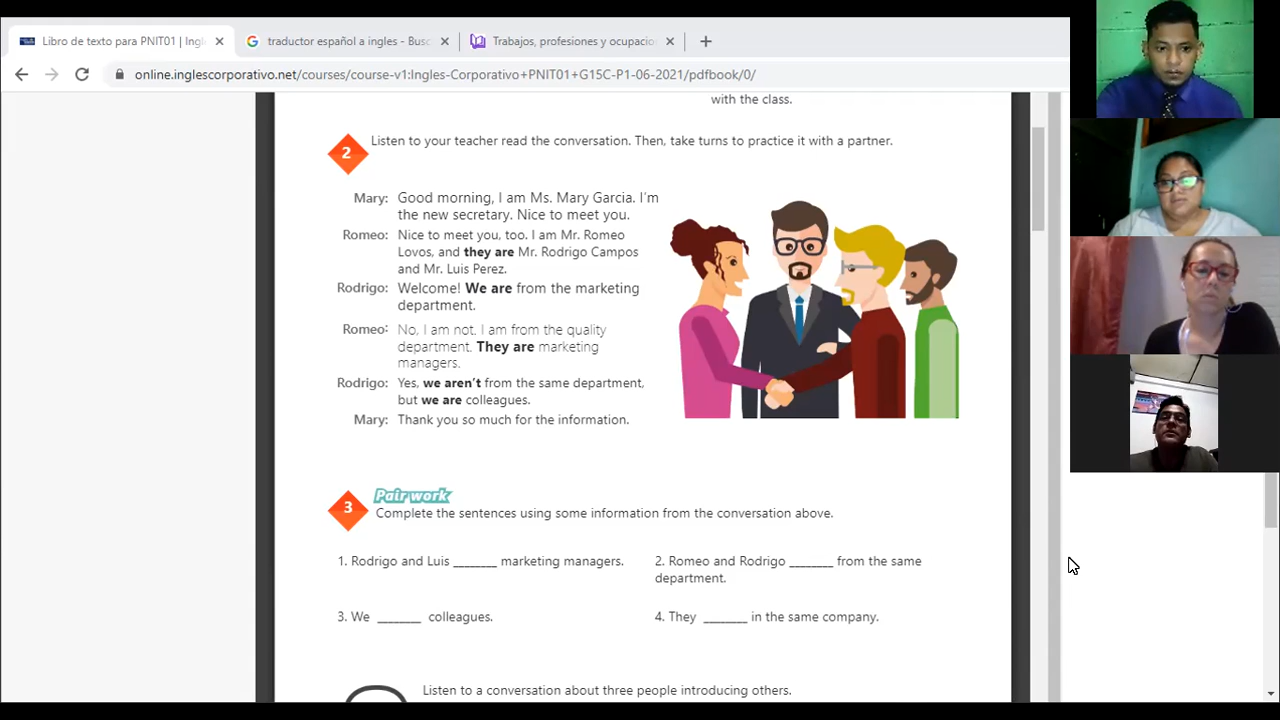 Libro de texto para PNIT01 | Ingl
traductor español a ingles - Busc
Trabajos, profesiones y ocupacio
online.inglescorporativo.net/courses/course-v1:Ingles-Corporativo+PNIT01+G15C-P1-06-2021/pdfbook/0/
with the class.
2
Listen to your teacher read the conversation. Then, take turns to practice it with a partner.
Mary: Good morning, I am Ms. Mary Garcia. I'm
the new secretary. Nice to meet you.
Romeo: Nice to meet you, too. I am Mr. Romeo
Lovos, and they are Mr. Rodrigo Campos
and Mr. Luis Perez.
Rodrigo: Welcome! We are from the marketing
department.
Romeo: No, I am not. I am from the quality
department. They are marketing
managers.
Rodrigo: Yes, we aren't from the same department,
but we are colleagues.
Mary: Thank you so much for the information.
3
Pair work
Complete the sentences using some information from the conversation above.
1. Rodrigo and Luis ______ marketing managers.
2. Romeo and Rodrigo ______ from the same
department.
3. We ______ colleagues.
4. They ______ in the same company.
Listen to a conversation about three people introducing others.